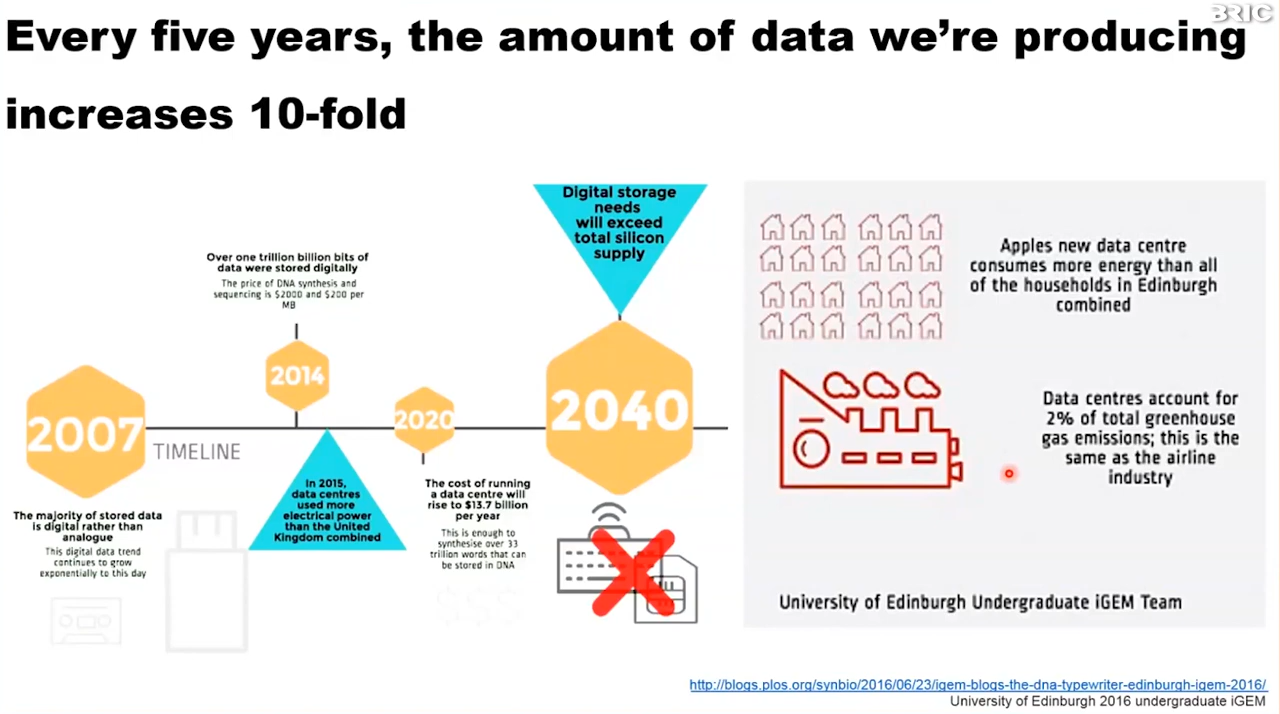 BRIC
Every five years, the amount of data we're producing
increases 10-fold
Over one trillion billion bits of
data were stored digitally
The price of DNA synthesis and
sequencing is $2000 and $200 per
MB
2007
TIMELINE
2014
2020
2040
Digital storage
needs
will exceed
total silicon
supply
The majority of stored data
is digital rather than
analogue
This digital data trend
continues to grow
exponentially to this day
In 2015,
data centres
used more
electrical power
than the United
Kingdom combined
The cost of running
a data centre will
rise to $13.7 billion
per year
This is enough to
synthesise over 33
trillion words that can
be stored in DNA
$$$
Apples new data centre
consumes more energy than all
of the households in Edinburgh
combined
Data centres account for
2% of total greenhouse
gas emissions; this is the
same as the airline
industry
University of Edinburgh Undergraduate iGEM Team
http://blogs.plos.org/synbio/2016/06/23/igem-blogs-the-dna-typewriter-edinburgh-igem-2016/
University of Edinburgh 2016 undergraduate iGEM